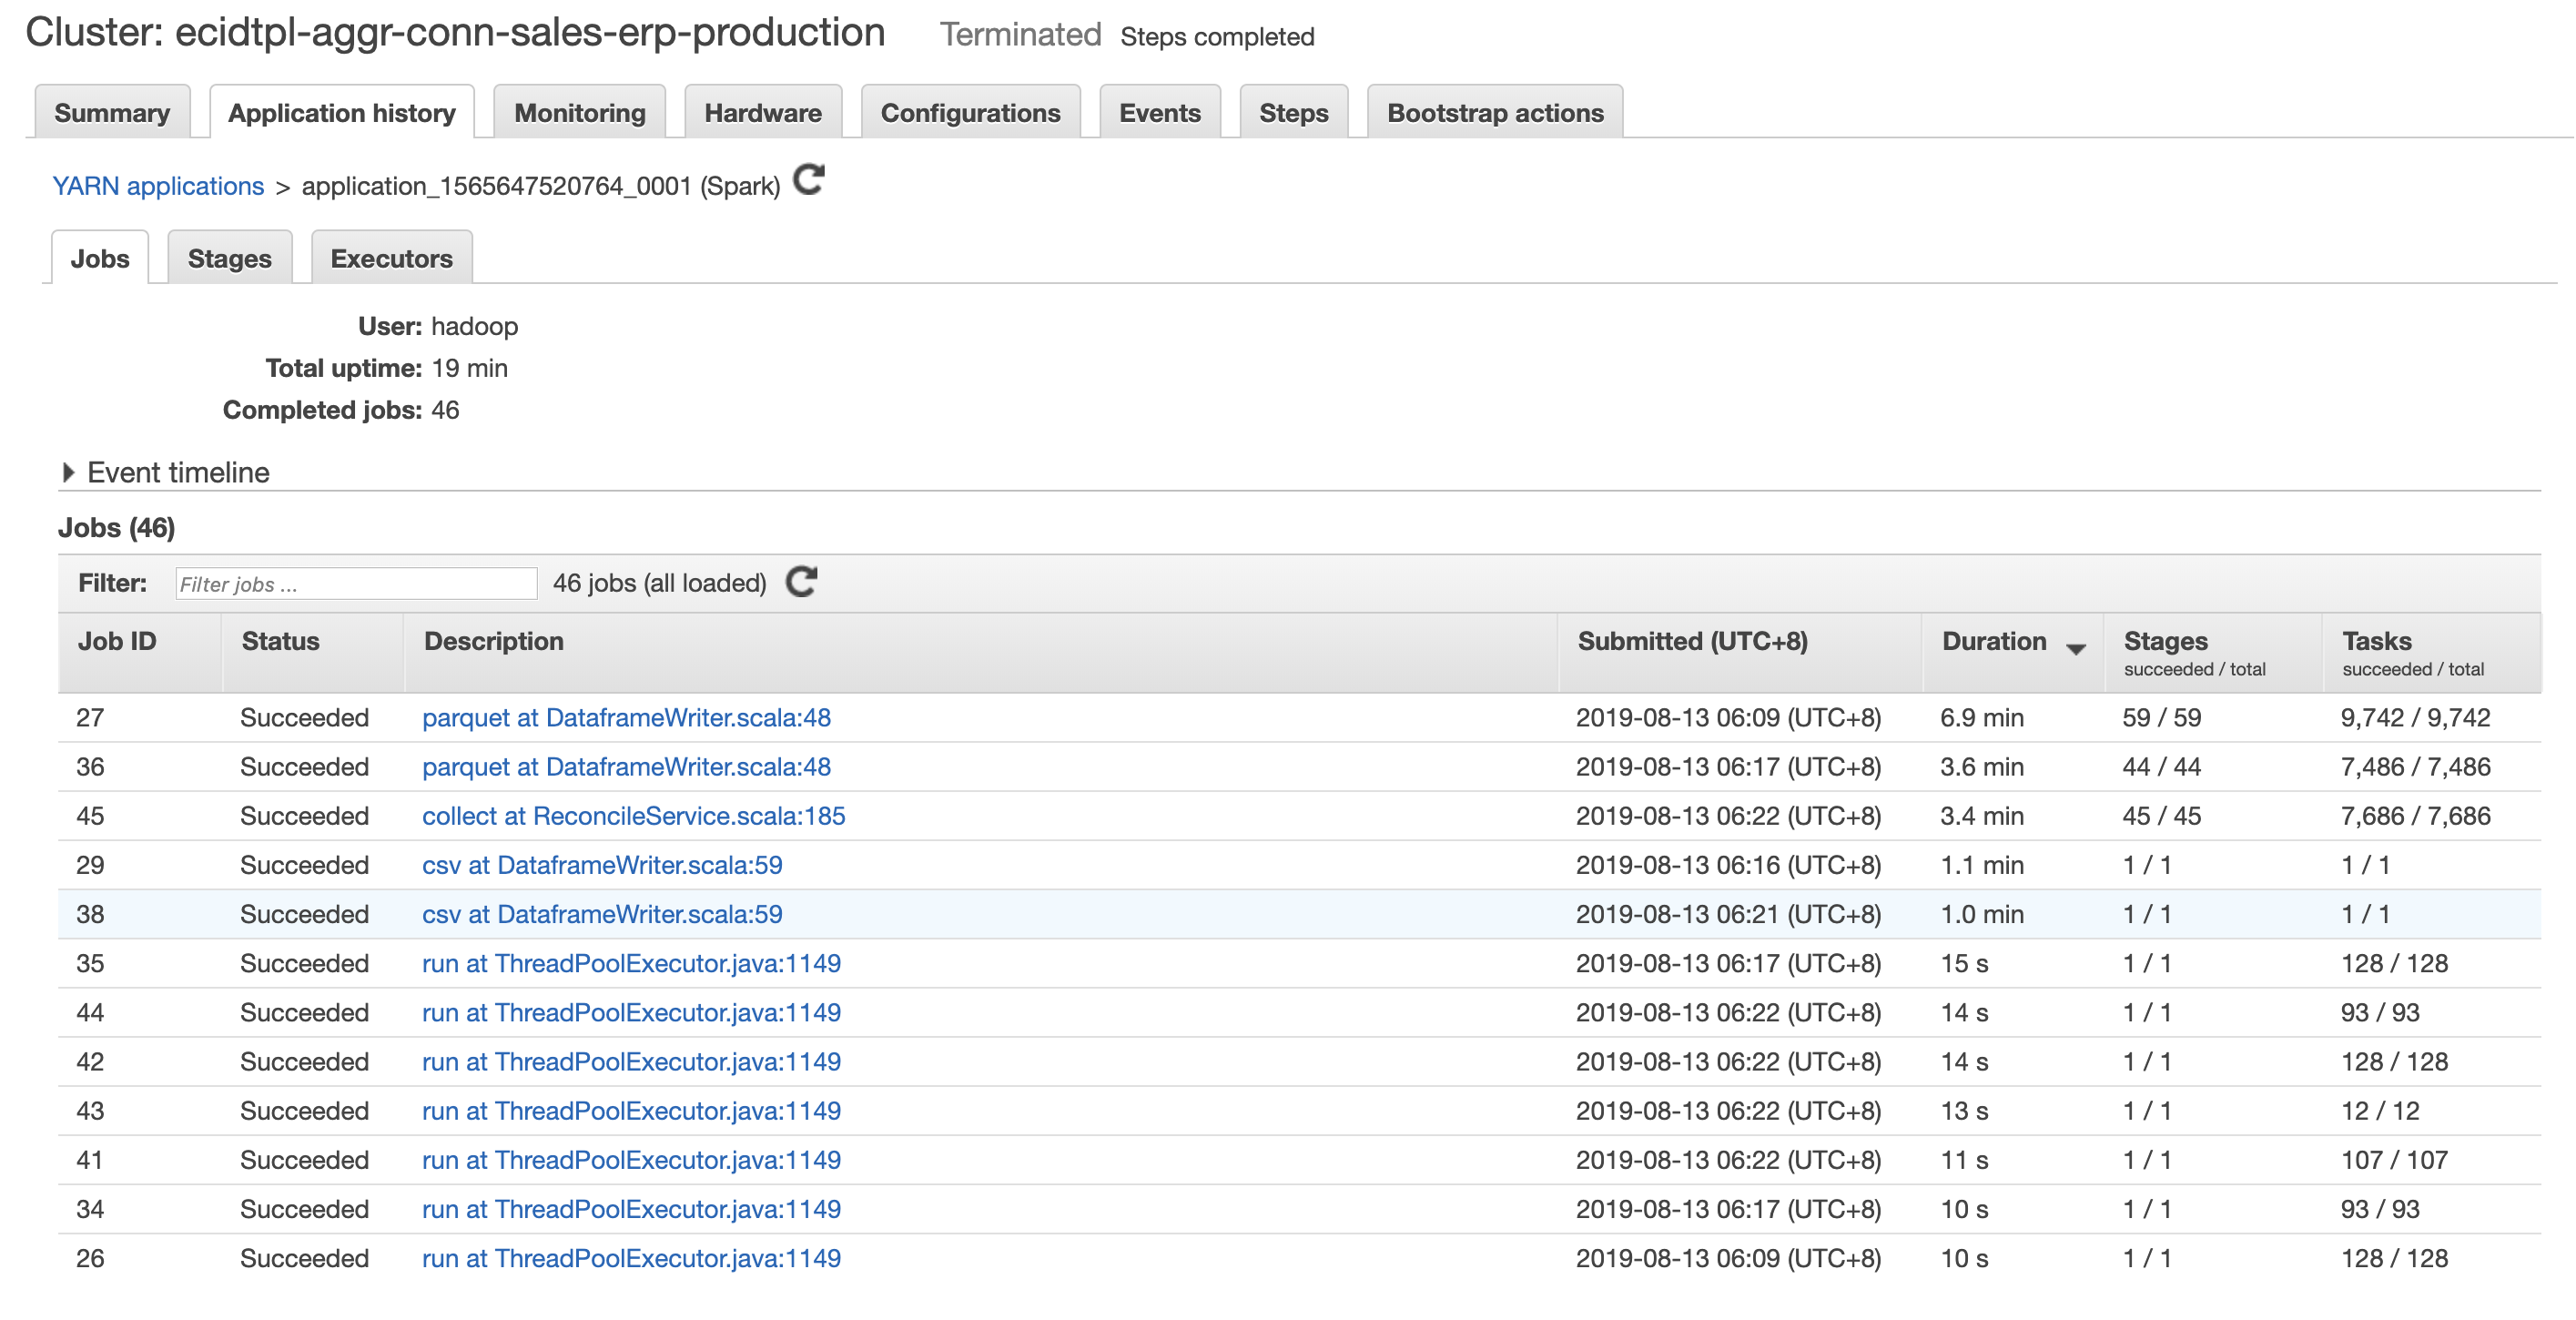 Cluster: ecidtpl-aggr-conn-sales-erp-production Terminated Steps completed
Summary Application history Monitoring Hardware Configurations Events Steps Bootstrap actions
YARN applications > application_1565647520764_0001 (Spark)
Jobs Stages Executors
User: hadoop
Total uptime: 19 min
Completed jobs: 46
Event timeline
Jobs (46)
Filter: Filter jobs ... 46 jobs (all loaded)
Job ID Status Description Submitted (UTC+8) Duration Stages Tasks
succeeded / total succeeded / total
27 Succeeded parquet at DataframeWriter.scala:48 2019-08-13 06:09 (UTC+8) 6.9 min 59 / 59 9,742 / 9,742
36 Succeeded parquet at DataframeWriter.scala:48 2019-08-13 06:17 (UTC+8) 3.6 min 44 / 44 7,486 / 7,486
45 Succeeded collect at ReconcileService.scala:185 2019-08-13 06:22 (UTC+8) 3.4 min 45 / 45 7,686 / 7,686
29 Succeeded csv at DataframeWriter.scala:59 2019-08-13 06:16 (UTC+8) 1.1 min 1 / 1 1 / 1
38 Succeeded csv at DataframeWriter.scala:59 2019-08-13 06:21 (UTC+8) 1.0 min 1 / 1 1 / 1
35 Succeeded run at ThreadPoolExecutor.java:1149 2019-08-13 06:17 (UTC+8) 15 s 1 / 1 128 / 128
44 Succeeded run at ThreadPoolExecutor.java:1149 2019-08-13 06:22 (UTC+8) 14 s 1 / 1 93 / 93
42 Succeeded run at ThreadPoolExecutor.java:1149 2019-08-13 06:22 (UTC+8) 14 s 1 / 1 128 / 128
43 Succeeded run at ThreadPoolExecutor.java:1149 2019-08-13 06:22 (UTC+8) 13 s 1 / 1 12 / 12
41 Succeeded run at ThreadPoolExecutor.java:1149 2019-08-13 06:22 (UTC+8) 11 s 1 / 1 107 / 107
34 Succeeded run at ThreadPoolExecutor.java:1149 2019-08-13 06:17 (UTC+8) 10 s 1 / 1 93 / 93
26 Succeeded run at ThreadPoolExecutor.java:1149 2019-08-13 06:09 (UTC+8) 10 s 1 / 1 128 / 128